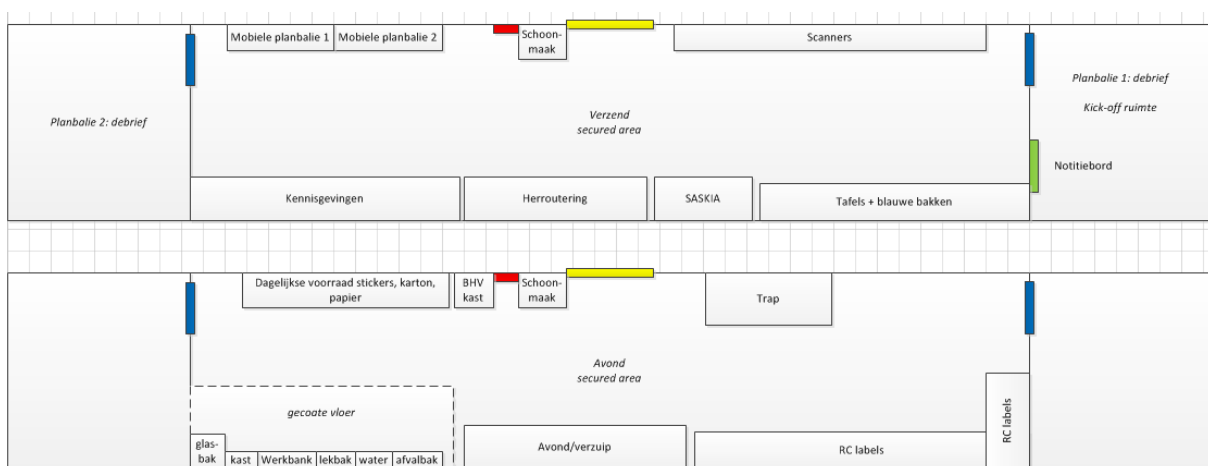 Mobiele planbalie 1
Mobiele planbalie 2
Schoon-
maak
Scanners
Planbalie 2: debrief
Verzend
secured area
Planbalie 1: debrief
Kick-off ruimte
Notitiebord
Kennisgevingen
Herroutering
SASKIA
Tafels + blauwe bakken
Dagelijkse voorraad stickers, karton,
papier
BHV
kast
Schoon-
maak
Trap
Avond
secured area
gecoate vloer
glas-
bak
kast
Werkbank
lekbak
water
afvalbak
Avond/verzuip
RC labels
RC labels